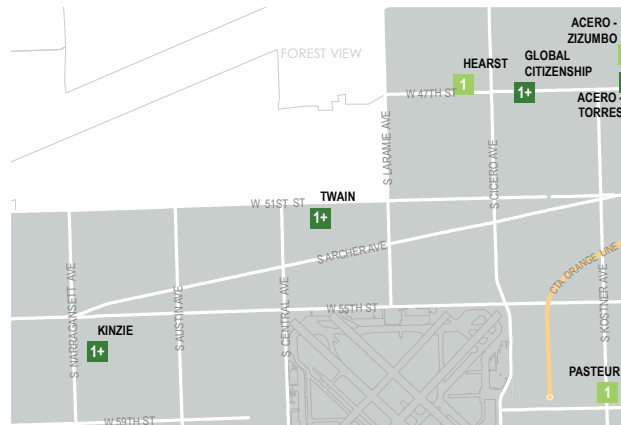 ACERO -
ZIZUMBO
FOREST VIEW
HEARST
GLOBAL
CITIZENSHIP
1
1+
W 47TH ST
ACERO -
TORRES
S LARAMIE AVE
S CICERO AVE
TWAIN
W 51ST ST
1+
S ARCHER AVE
CTA ORANGE LINE
S NARRAGANSETT AVE
S AUSTIN AVE
S CENTRAL AVE
W 55TH ST
S KOSTNER AVE
KINZIE
1+
PASTEUR
1
W 59TH ST